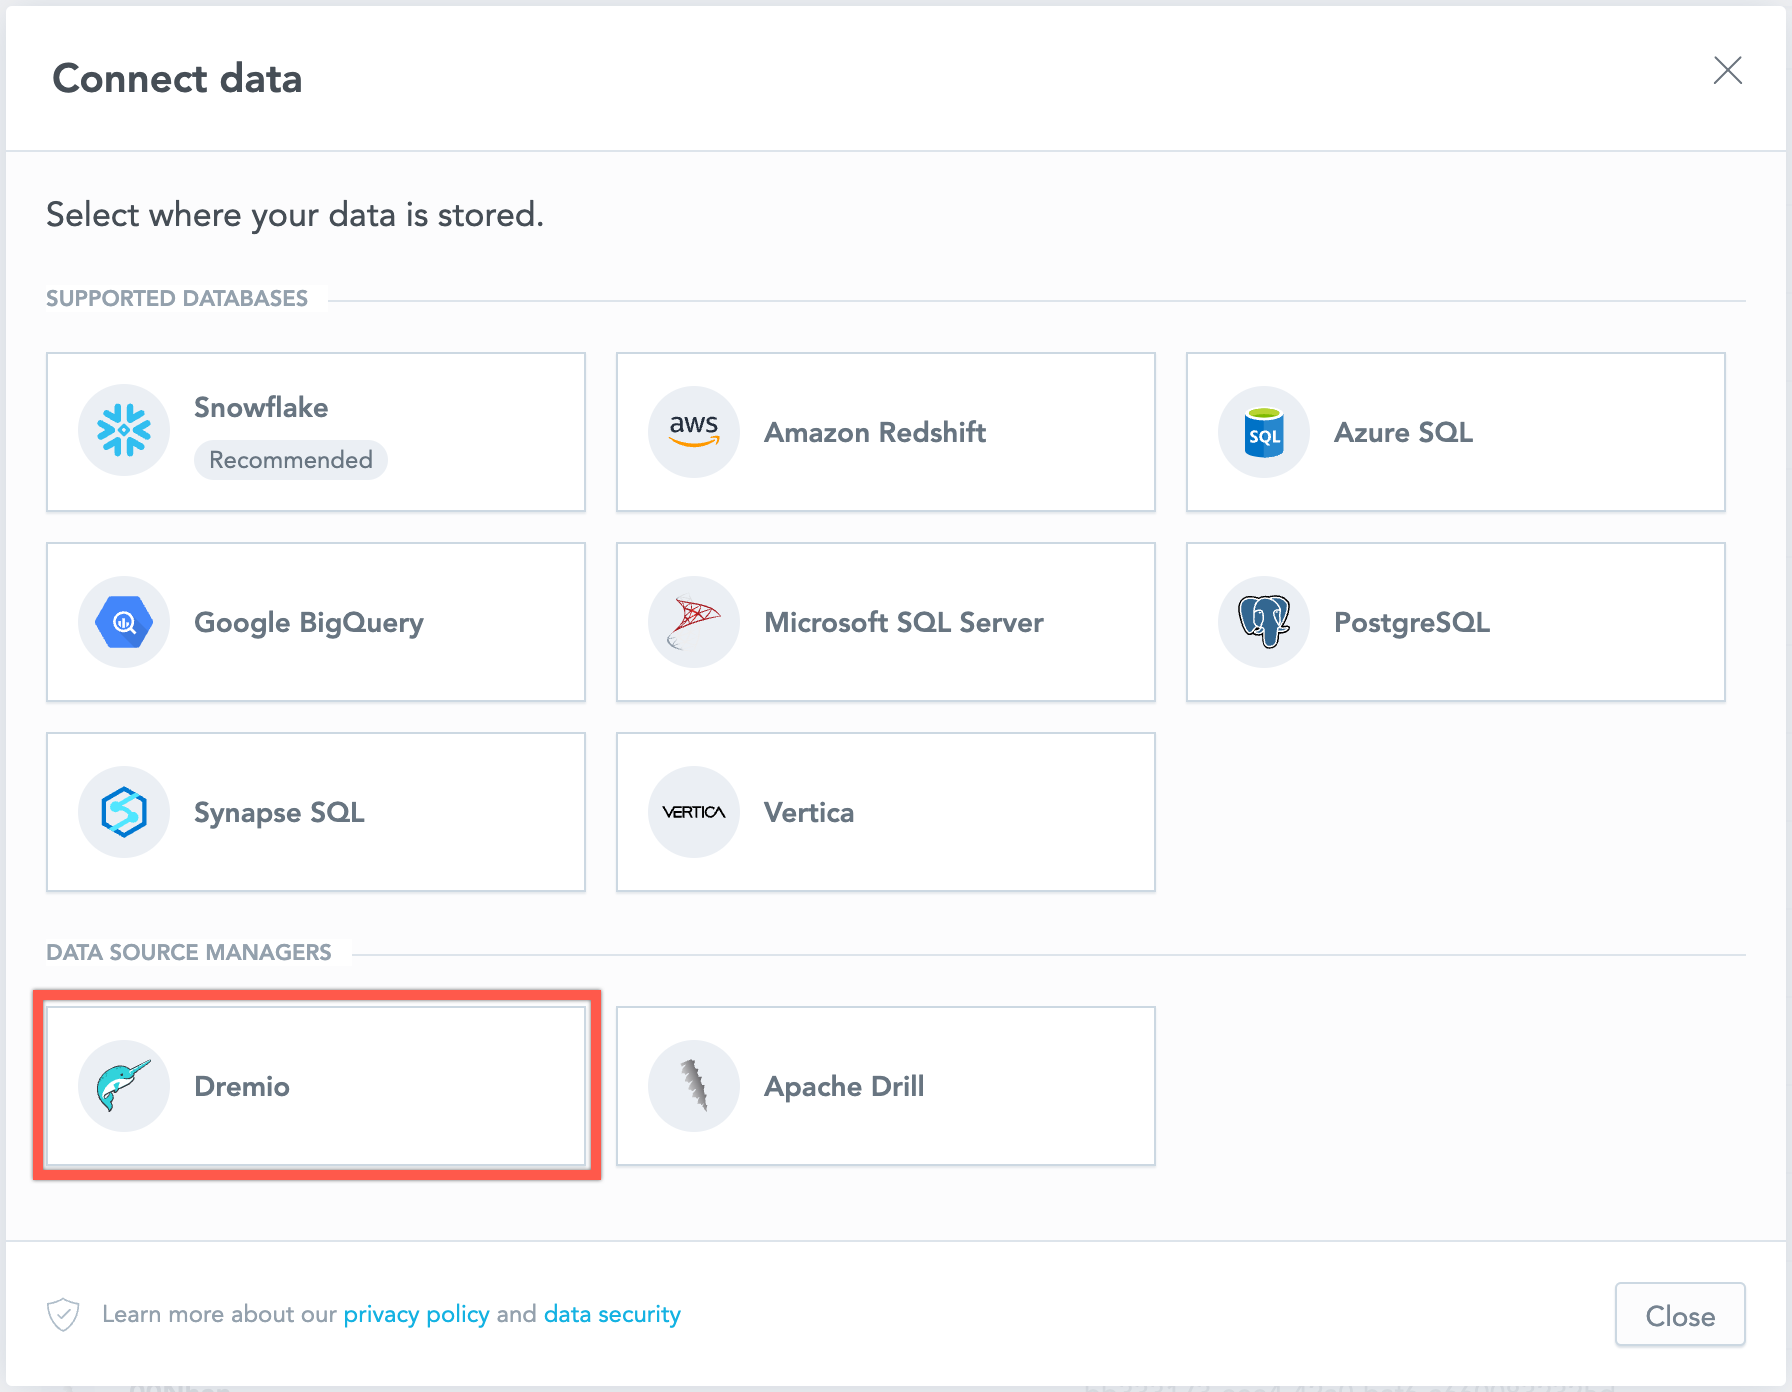 Connect data
Select where your data is stored.
SUPPORTED DATABASES
Snowflake
Recommended
aws
Amazon Redshift
SQL
Azure SQL
Google BigQuery
Microsoft SQL Server
PostgreSQL
Synapse SQL
VERTICA
Vertica
DATA SOURCE MANAGERS
Dremio
Apache Drill
Learn more about our privacy policy and data security
Close